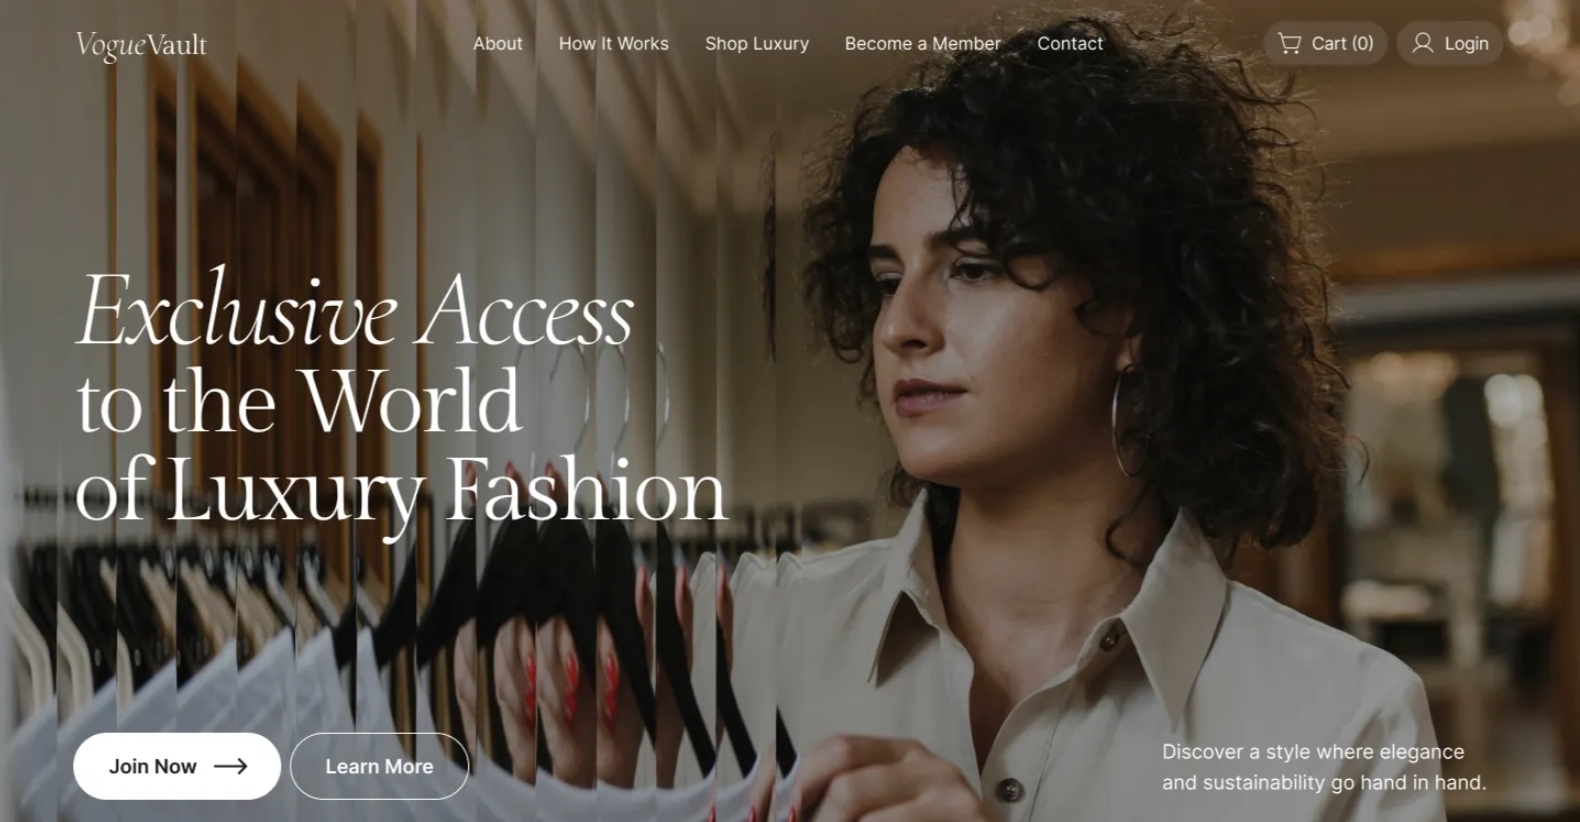 VogueVault
About
How It Works
Shop Luxury
Become a Member
Contact
Cart (0)
Login
Exclusive Access
to the World
of Luxury Fashion
Join Now
Learn More
Discover a style where elegance
and sustainability go hand in hand.